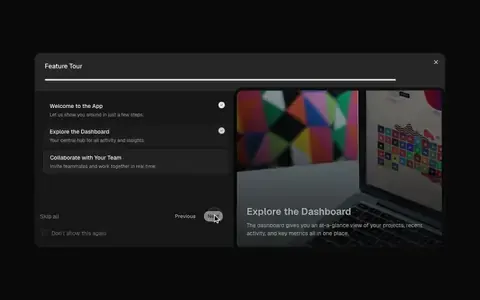 Feature Tour
Welcome to the App
Let us show you around in just a few steps.
Explore the Dashboard
Your central hub for all activity and insights.
Collaborate with Your Team
Invite teammates and work together in real time.
Skip all
Previous
Don't show this again
Explore the Dashboard
The dashboard gives you an at-a-glance view of your projects, recent
activity, and key metrics all in one place.